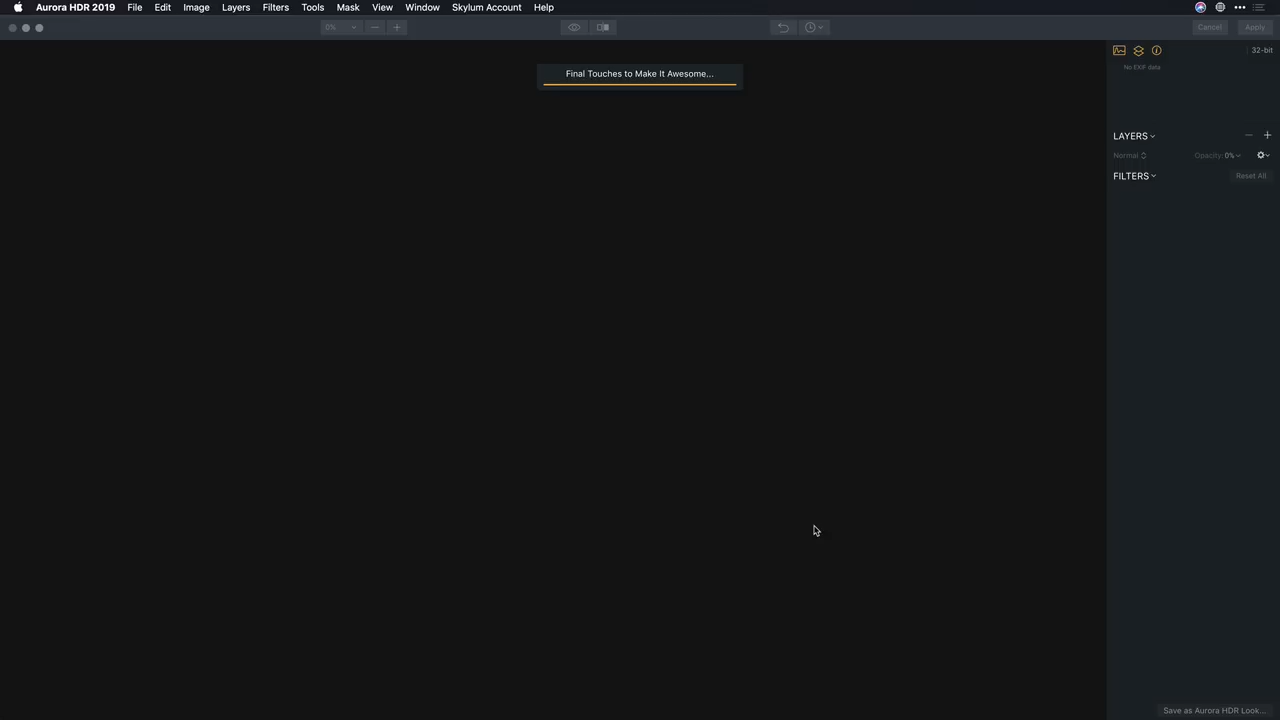 Aurora HDR 2019 File Edit Image Layers Filters Tools Mask View Window Skylum Account Help
0% Cancel Apply
32-bit
No EXIF data
Final Touches to Make It Awesome...
LAYERS
Normal Opacity: 0%
FILTERS Reset All
Save as Aurora HDR Look...